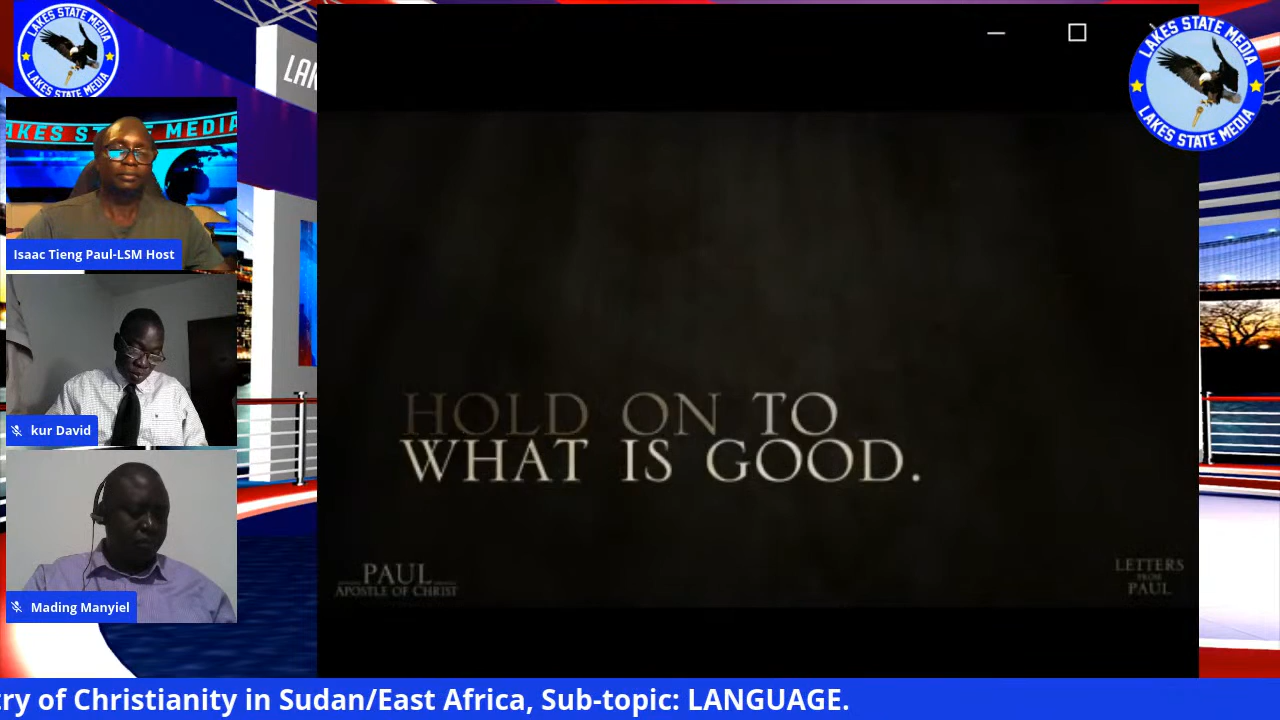 LAKES STATE MEDIA
LAKES STATE MEDIA
LAKES STATE MEDIA
LAKES STATE MEDIA
LAK
AKES STATE MEDIA
Isaac Tieng Paul-LSM Host
kur David
Mading Manyiel
HOLD ON TO
WHAT IS GOOD.
PAUL
APOSTLE OF CHRIST
LETTERS
FROM
PAUL
try of Christianity in Sudan/East Africa, Sub-topic: LANGUAGE.